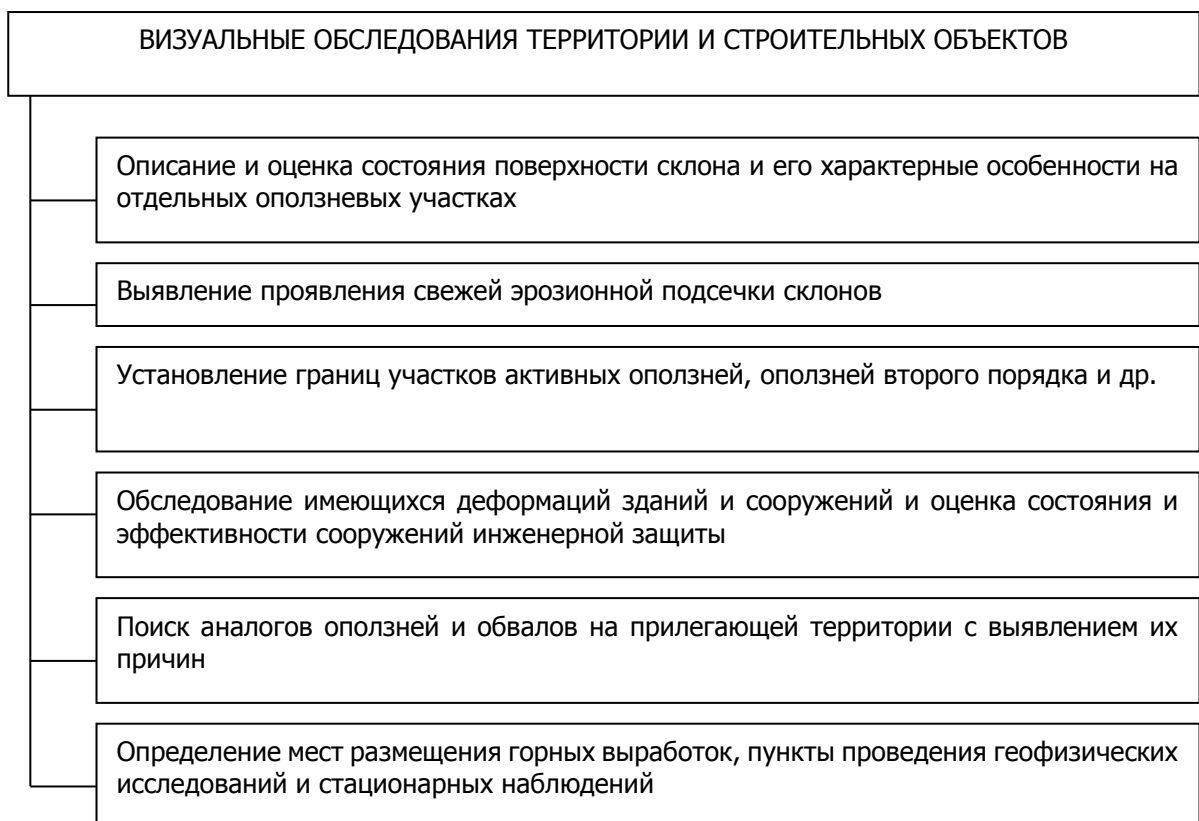 ВИЗУАЛЬНЫЕ ОБСЛЕДОВАНИЯ ТЕРРИТОРИИ И СТРОИТЕЛЬНЫХ ОБЪЕКТОВ
Описание и оценка состояния поверхности склона и его характерные особенности на
отдельных оползневых участках
Выявление проявления свежей эрозионной подсечки склонов
Установление границ участков активных оползней, оползней второго порядка и др.
Обследование имеющихся деформаций зданий и сооружений и оценка состояния и
эффективности сооружений инженерной защиты
Поиск аналогов оползней и обвалов на прилегающей территории с выявлением их
причин
Определение мест размещения горных выработок, пункты проведения геофизических
исследований и стационарных наблюдений